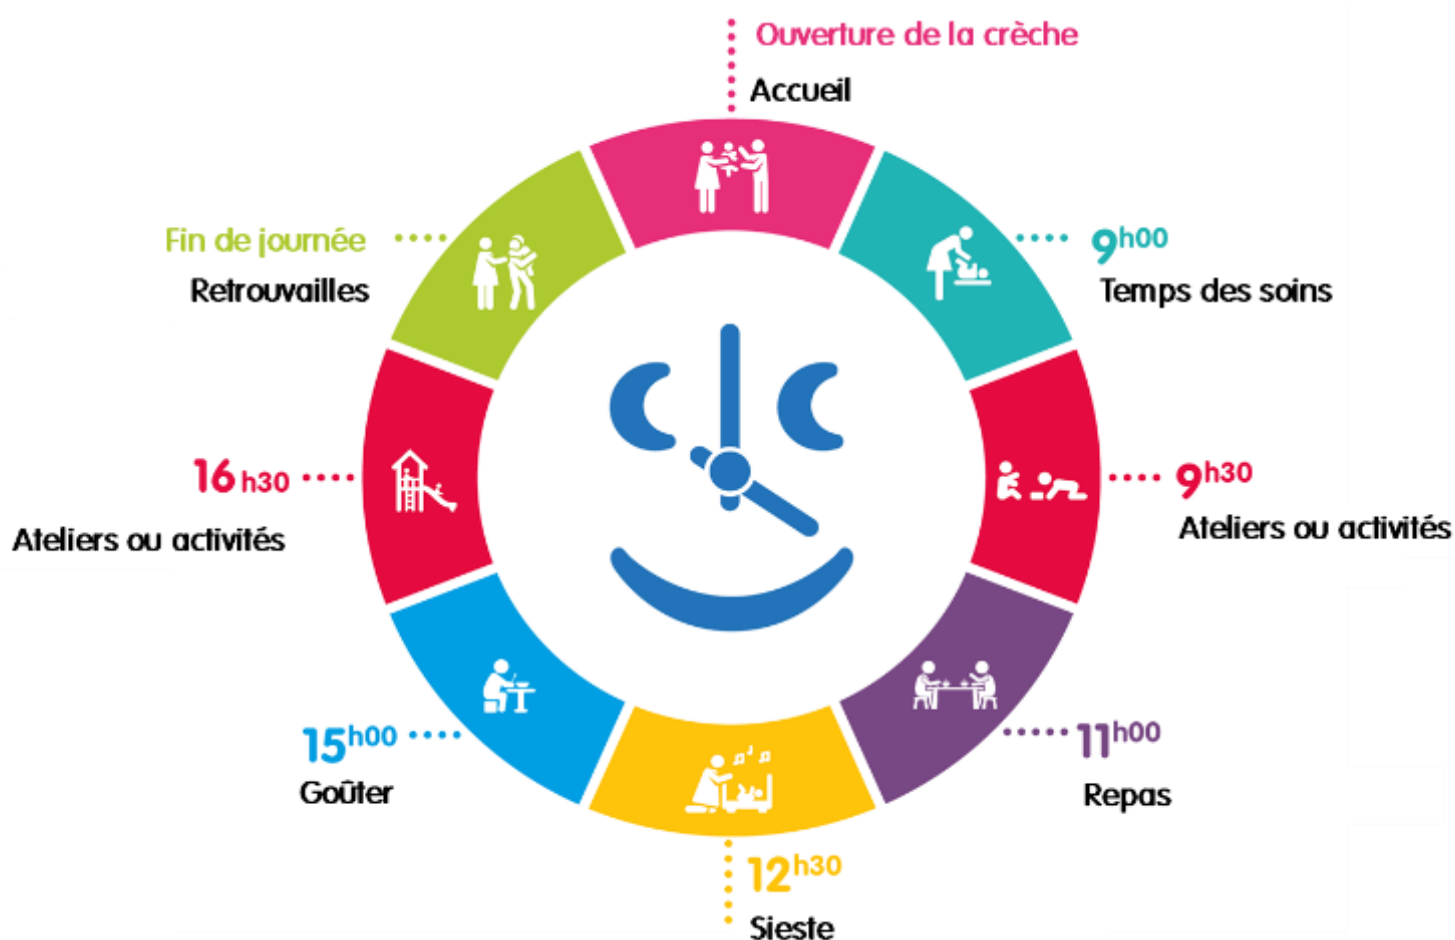 Ouverture de la crèche
Accueil
9h00
Temps des soins
9h30
Ateliers ou activités
11h00
Repas
12h30
Sieste
15h00
Goûter
16h30
Ateliers ou activités
Fin de journée
Retrouvailles